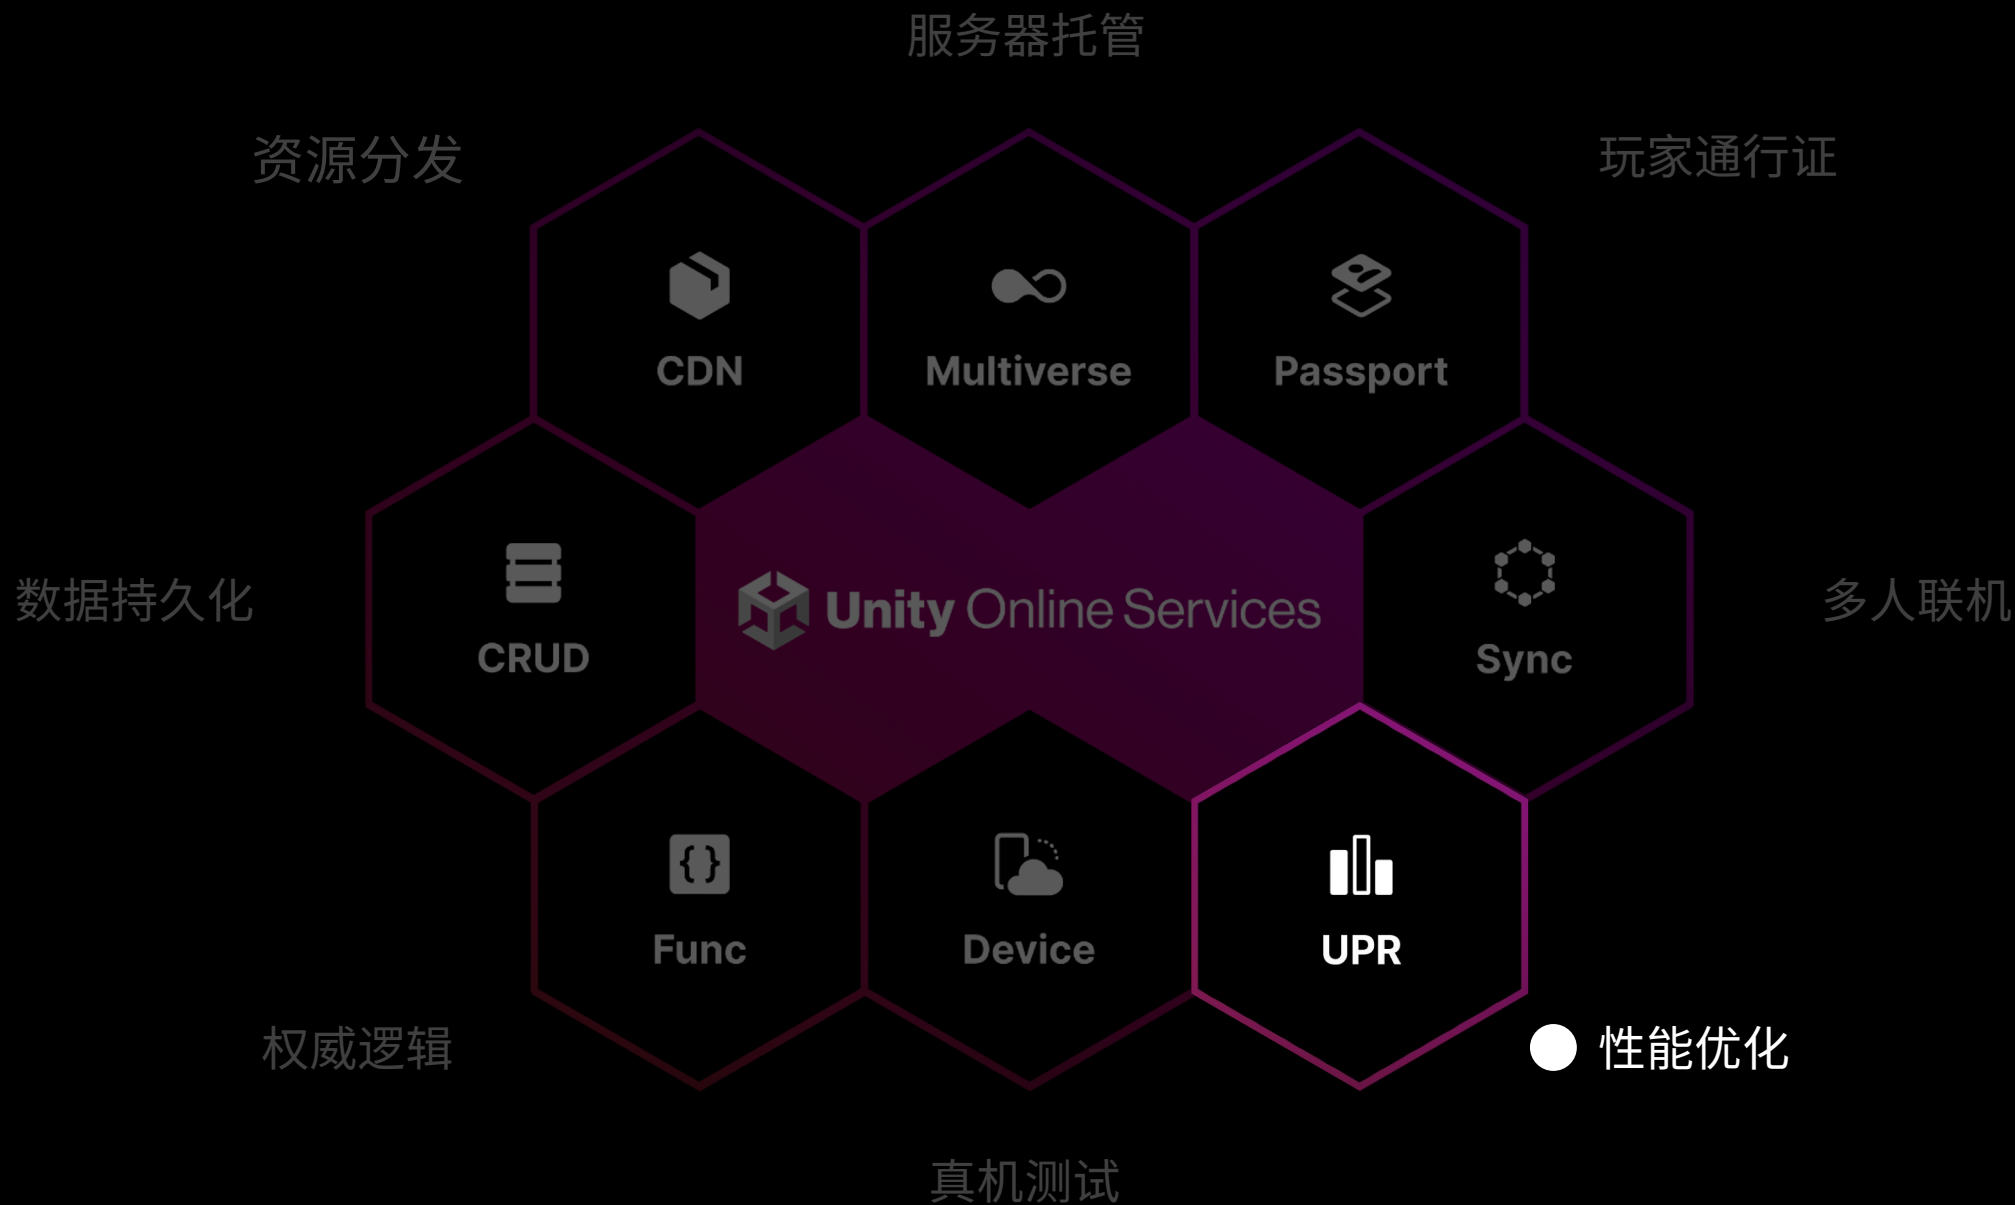 服务器托管
资源分发
玩家通行证
CDN
Multiverse
Passport
数据持久化
CRUD
Unity Online Services
Sync
多人联机
Func
Device
UPR
权威逻辑
性能优化
真机测试